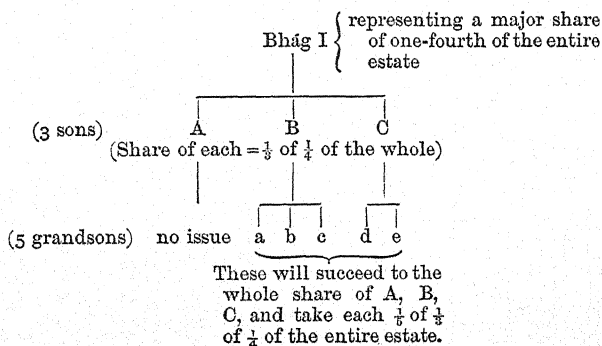 Bhág I { representing a major share
of one-fourth of the entire
estate
(3 sons) A B C
(Share of each = ⅓ of ¼ of the whole)
(5 grandsons) no issue a b c d e
These will succeed to the
whole share of A, B,
C, and take each ⅕ of ⅓
of ¼ of the entire estate.